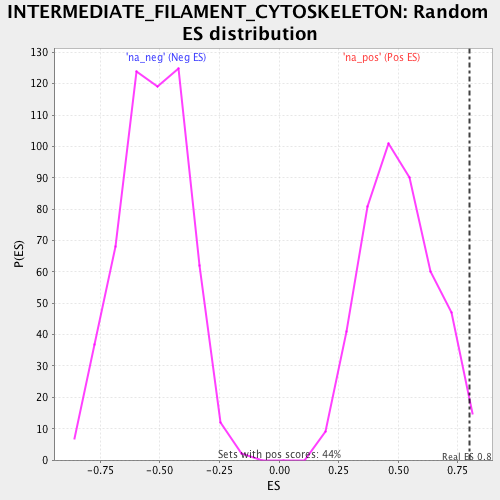 INTERMEDIATE_FILAMENT_CYTOSKELETON: Random
ES distribution
'na_neg' (Neg ES)
'na_pos' (Pos ES)
130
120
110
100
90
80
70
60
50
40
30
20
10
0
P(ES)
Sets with pos scores: 44%
Real ES 0.8
-0.75
-0.50
-0.25
0.00
0.25
0.50
0.75
ES